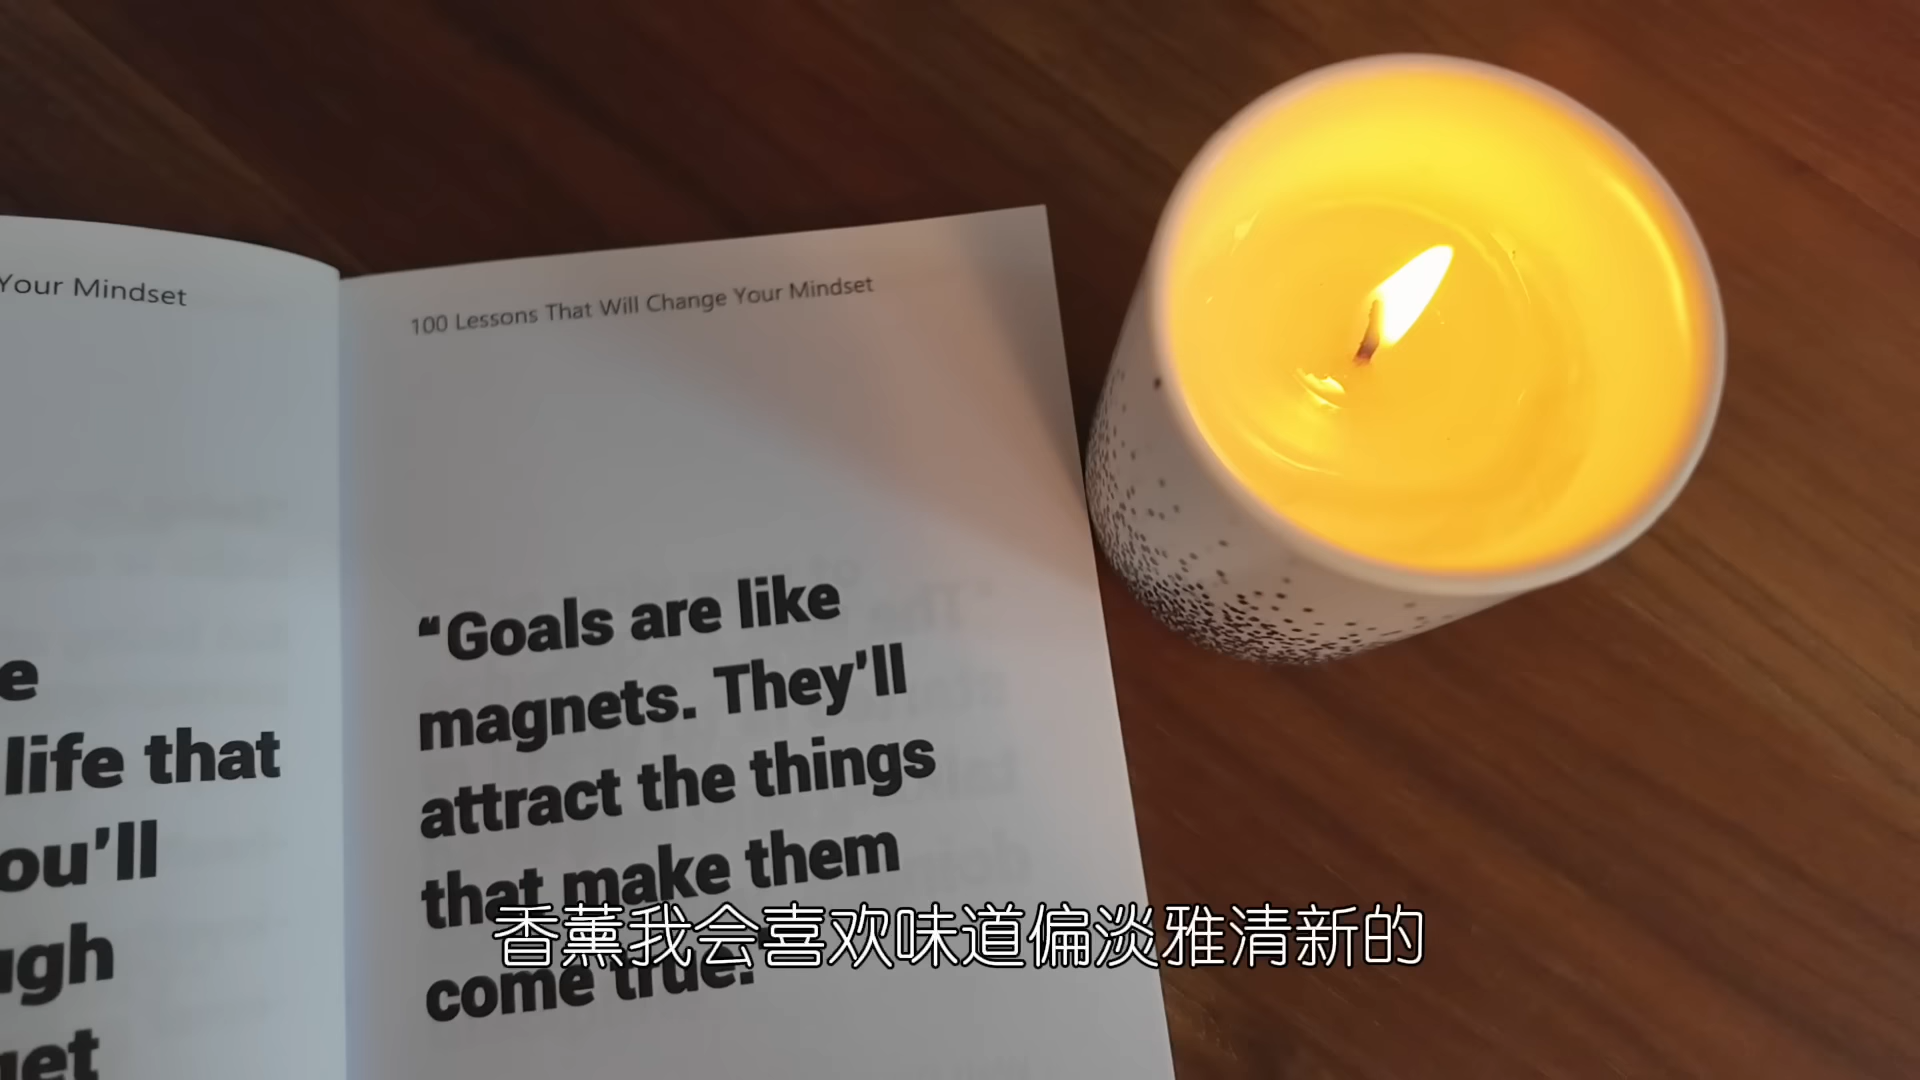 Your Mindset
e
life that
ou'll
ugh
get
100 Lessons That Will Change Your Mindset
“Goals are like
magnets. They’ll
attract the things
that make them
come true.”
香薰我会喜欢味道偏淡雅清新的